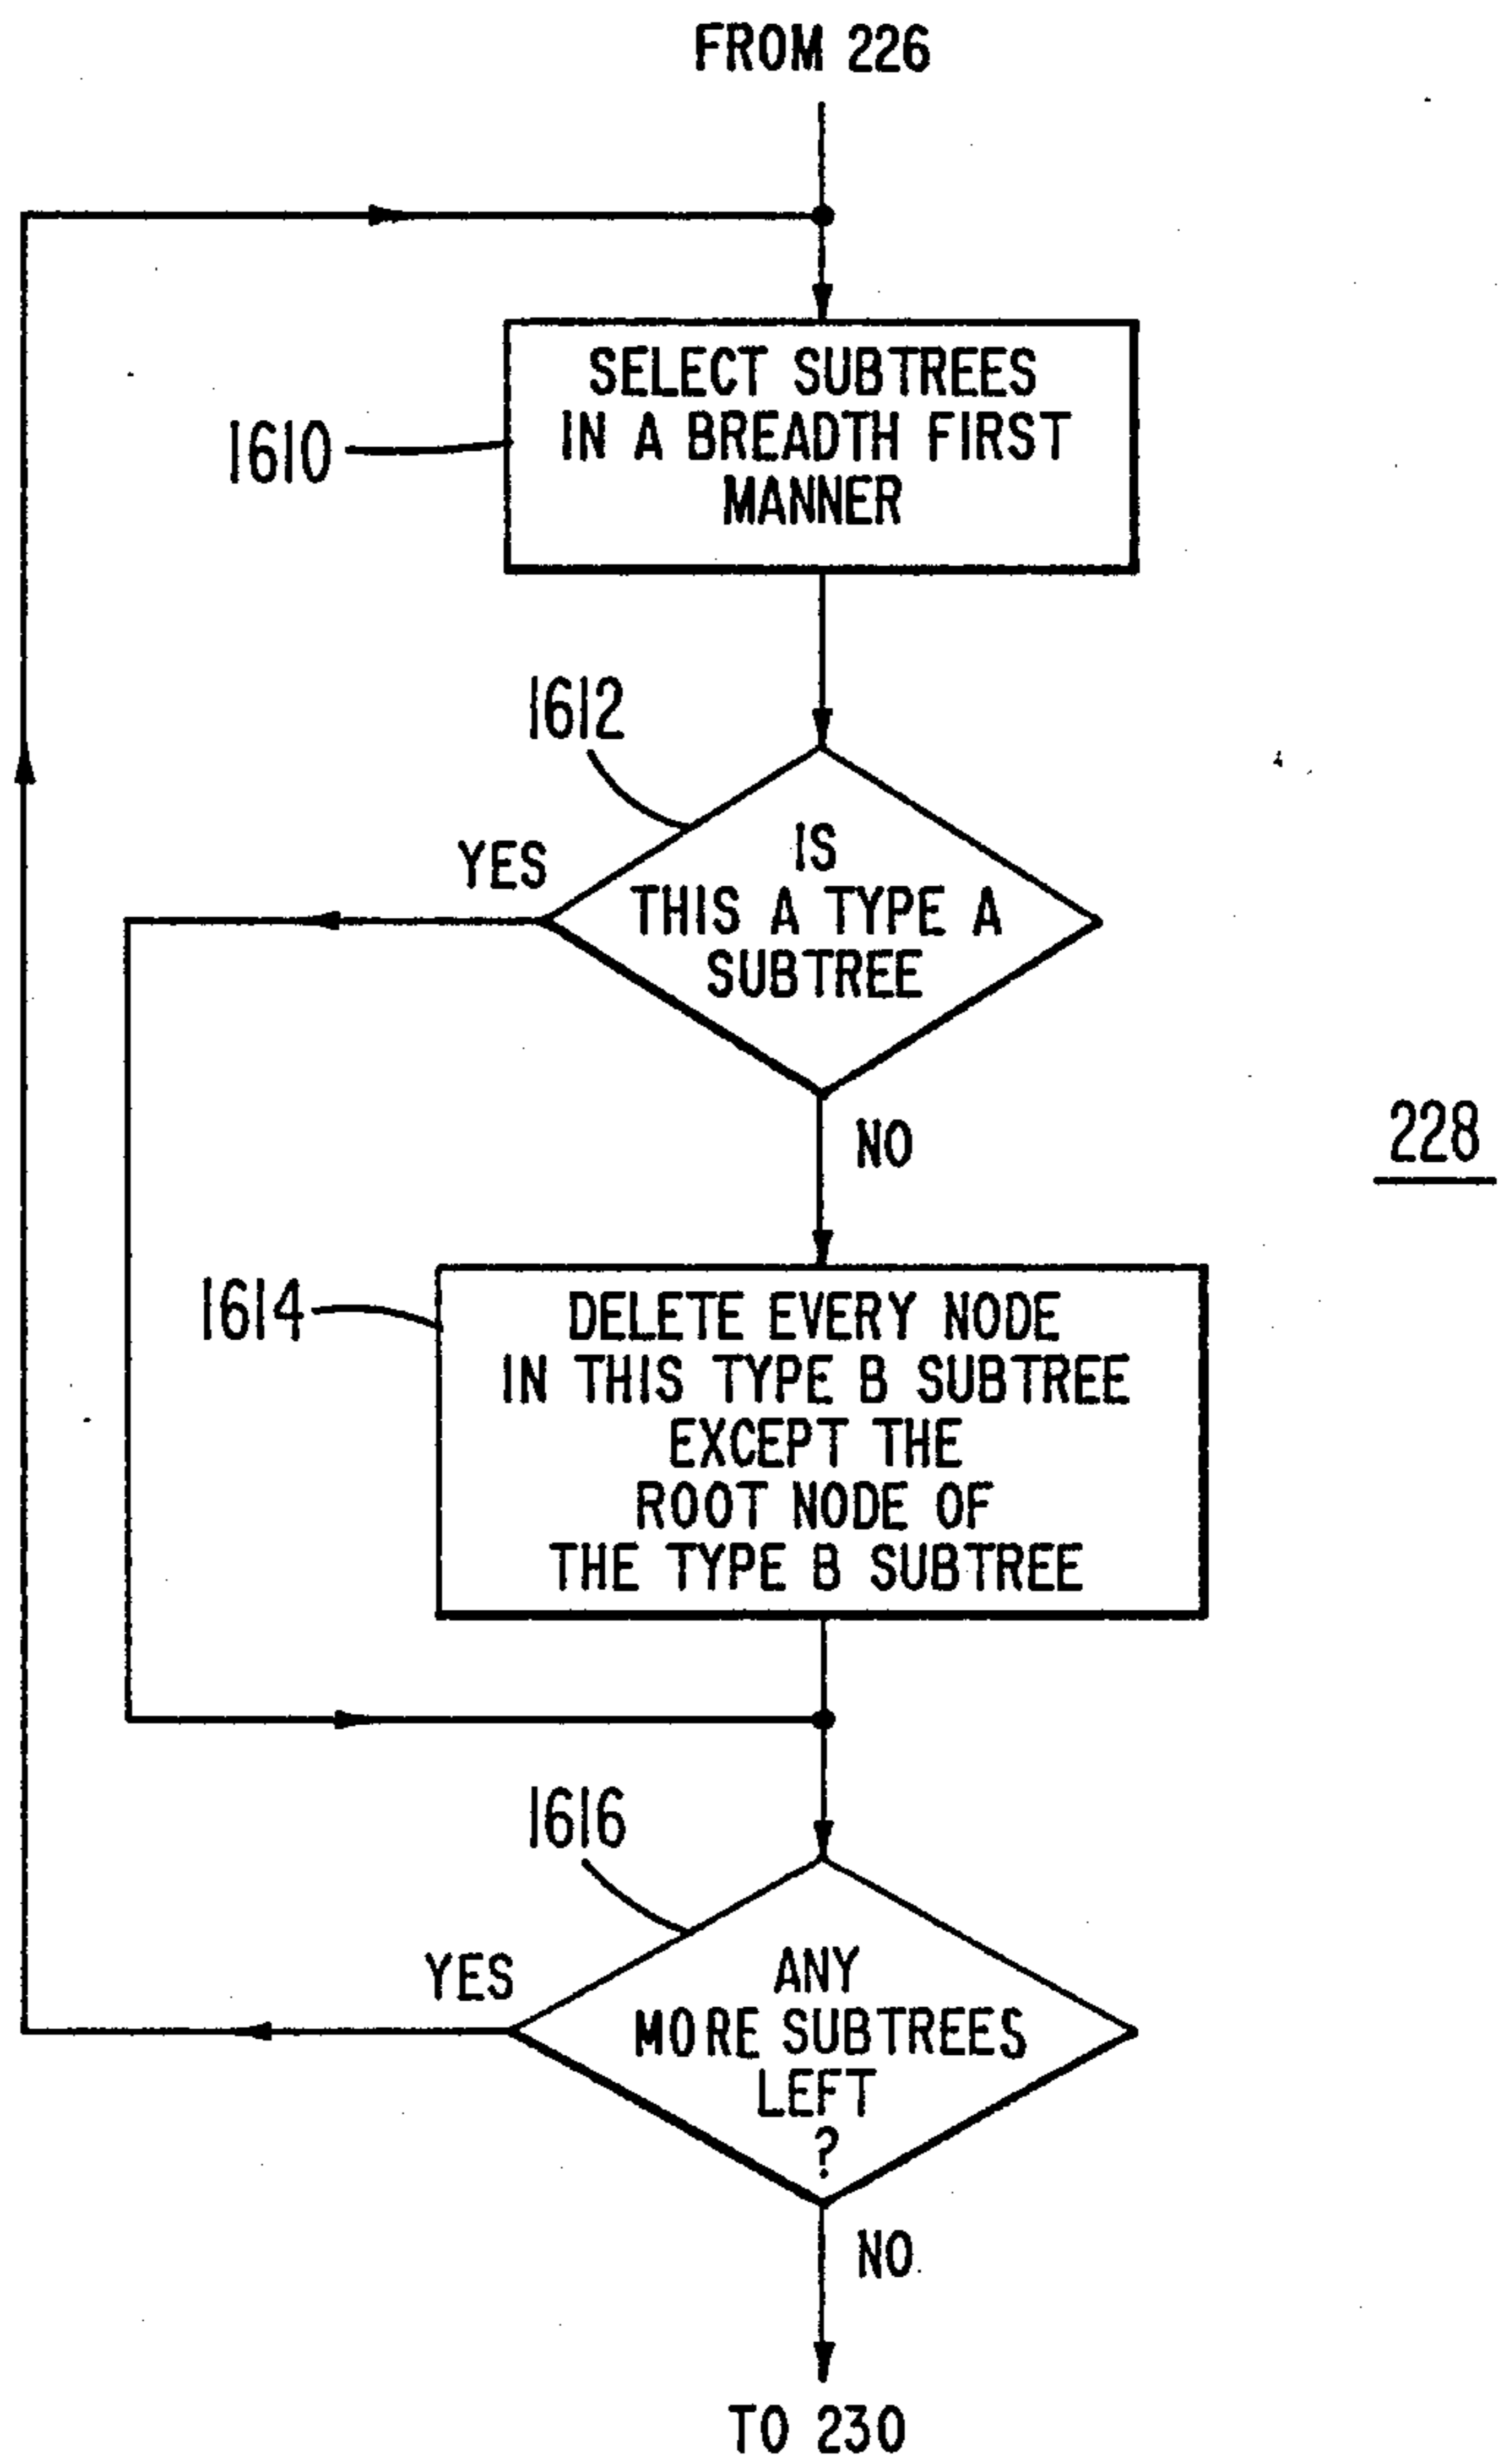 FROM 226
SELECT SUBTREES
IN A BREADTH FIRST
MANNER
1610
1612
YES
IS
THIS A TYPE A
SUBTREE
NO
228
1614
DELETE EVERY NODE
IN THIS TYPE B SUBTREE
EXCEPT THE
ROOT NODE OF
THE TYPE B SUBTREE
1616
YES
ANY
MORE SUBTREES
LEFT
?
NO
TO 230